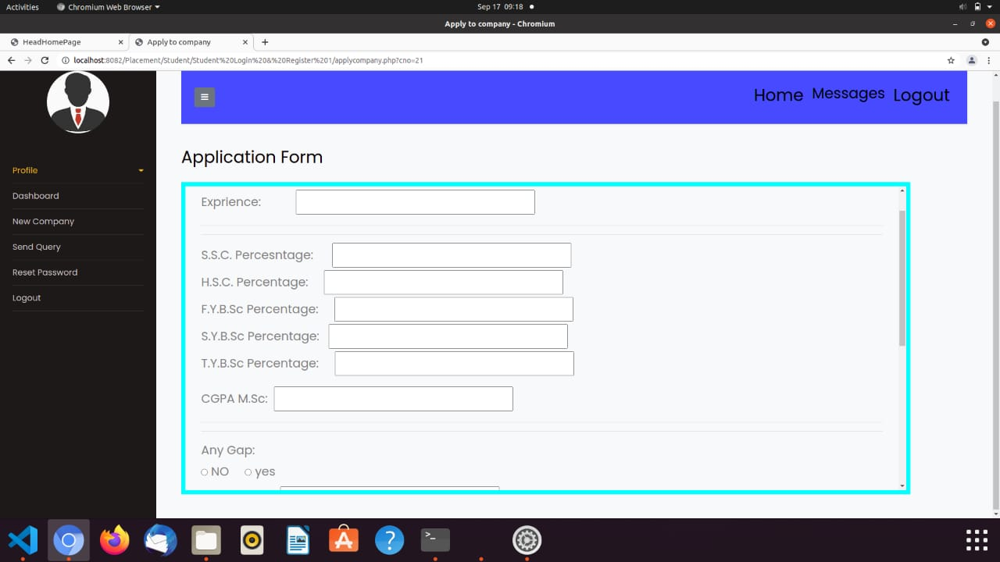 Activities Chromium Web Browser Sep 17 09:18
Apply to company - Chromium
HeadHomePage Apply to company
localhost:8082/Placement/Student/Student%20Login%20&%20Register%201/applycompany.php?cno=21
Home Messages Logout
Profile
Dashboard
New Company
Send Query
Reset Password
Logout
Application Form
Exprience:
S.S.C. Percesntage:
H.S.C. Percentage:
F.Y.B.Sc Percentage:
S.Y.B.Sc Percentage:
T.Y.B.Sc Percentage:
CGPA M.Sc:
Any Gap:
NO yes